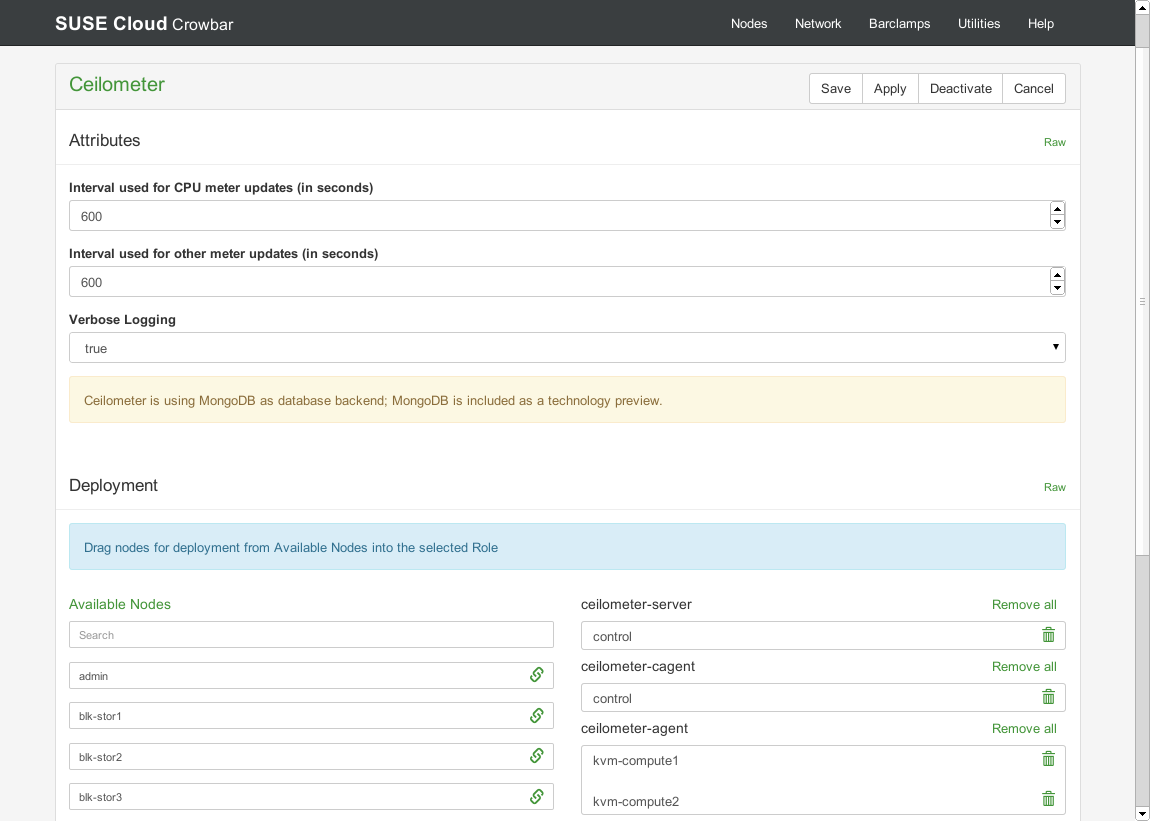 SUSE Cloud Crowbar
Nodes Network Barclamps Utilities Help
Ceilometer
Save Apply Deactivate Cancel
Attributes
Raw
Interval used for CPU meter updates (in seconds)
600
Interval used for other meter updates (in seconds)
600
Verbose Logging
true
Ceilometer is using MongoDB as database backend; MongoDB is included as a technology preview.
Deployment
Raw
Drag nodes for deployment from Available Nodes into the selected Role
Available Nodes
Search
admin
blk-stor1
blk-stor2
blk-stor3
ceilometer-server
Remove all
control
ceilometer-cagent
Remove all
control
ceilometer-agent
Remove all
kvm-compute1
kvm-compute2